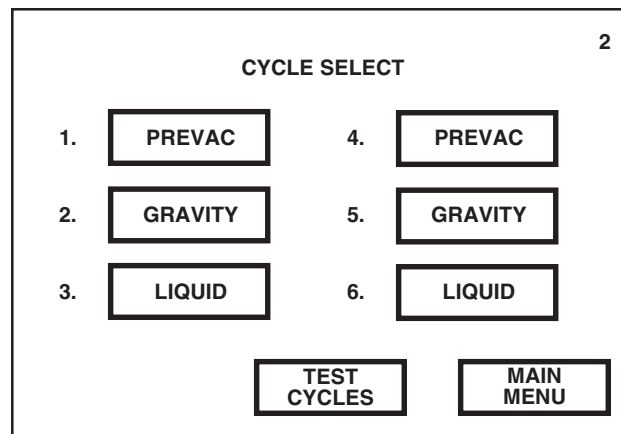 2
CYCLE SELECT
1. PREVAC 4. PREVAC
2. GRAVITY 5. GRAVITY
3. LIQUID 6. LIQUID
TEST
CYCLES
MAIN
MENU